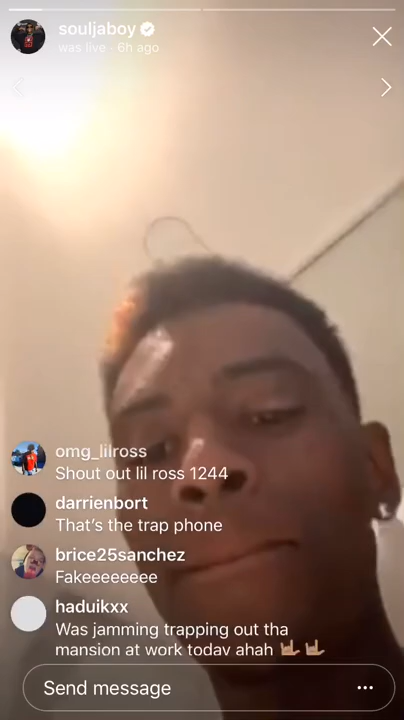 souljaboy
was live · 6h ago
omg_lilross
Shout out lil ross 1244
darrienbort
That's the trap phone
brice25sanchez
Fakeeeeeeee
haduikxx
Was jamming trapping out tha
mansion at work today ahah 🤟🏼🤟🏼
Send message